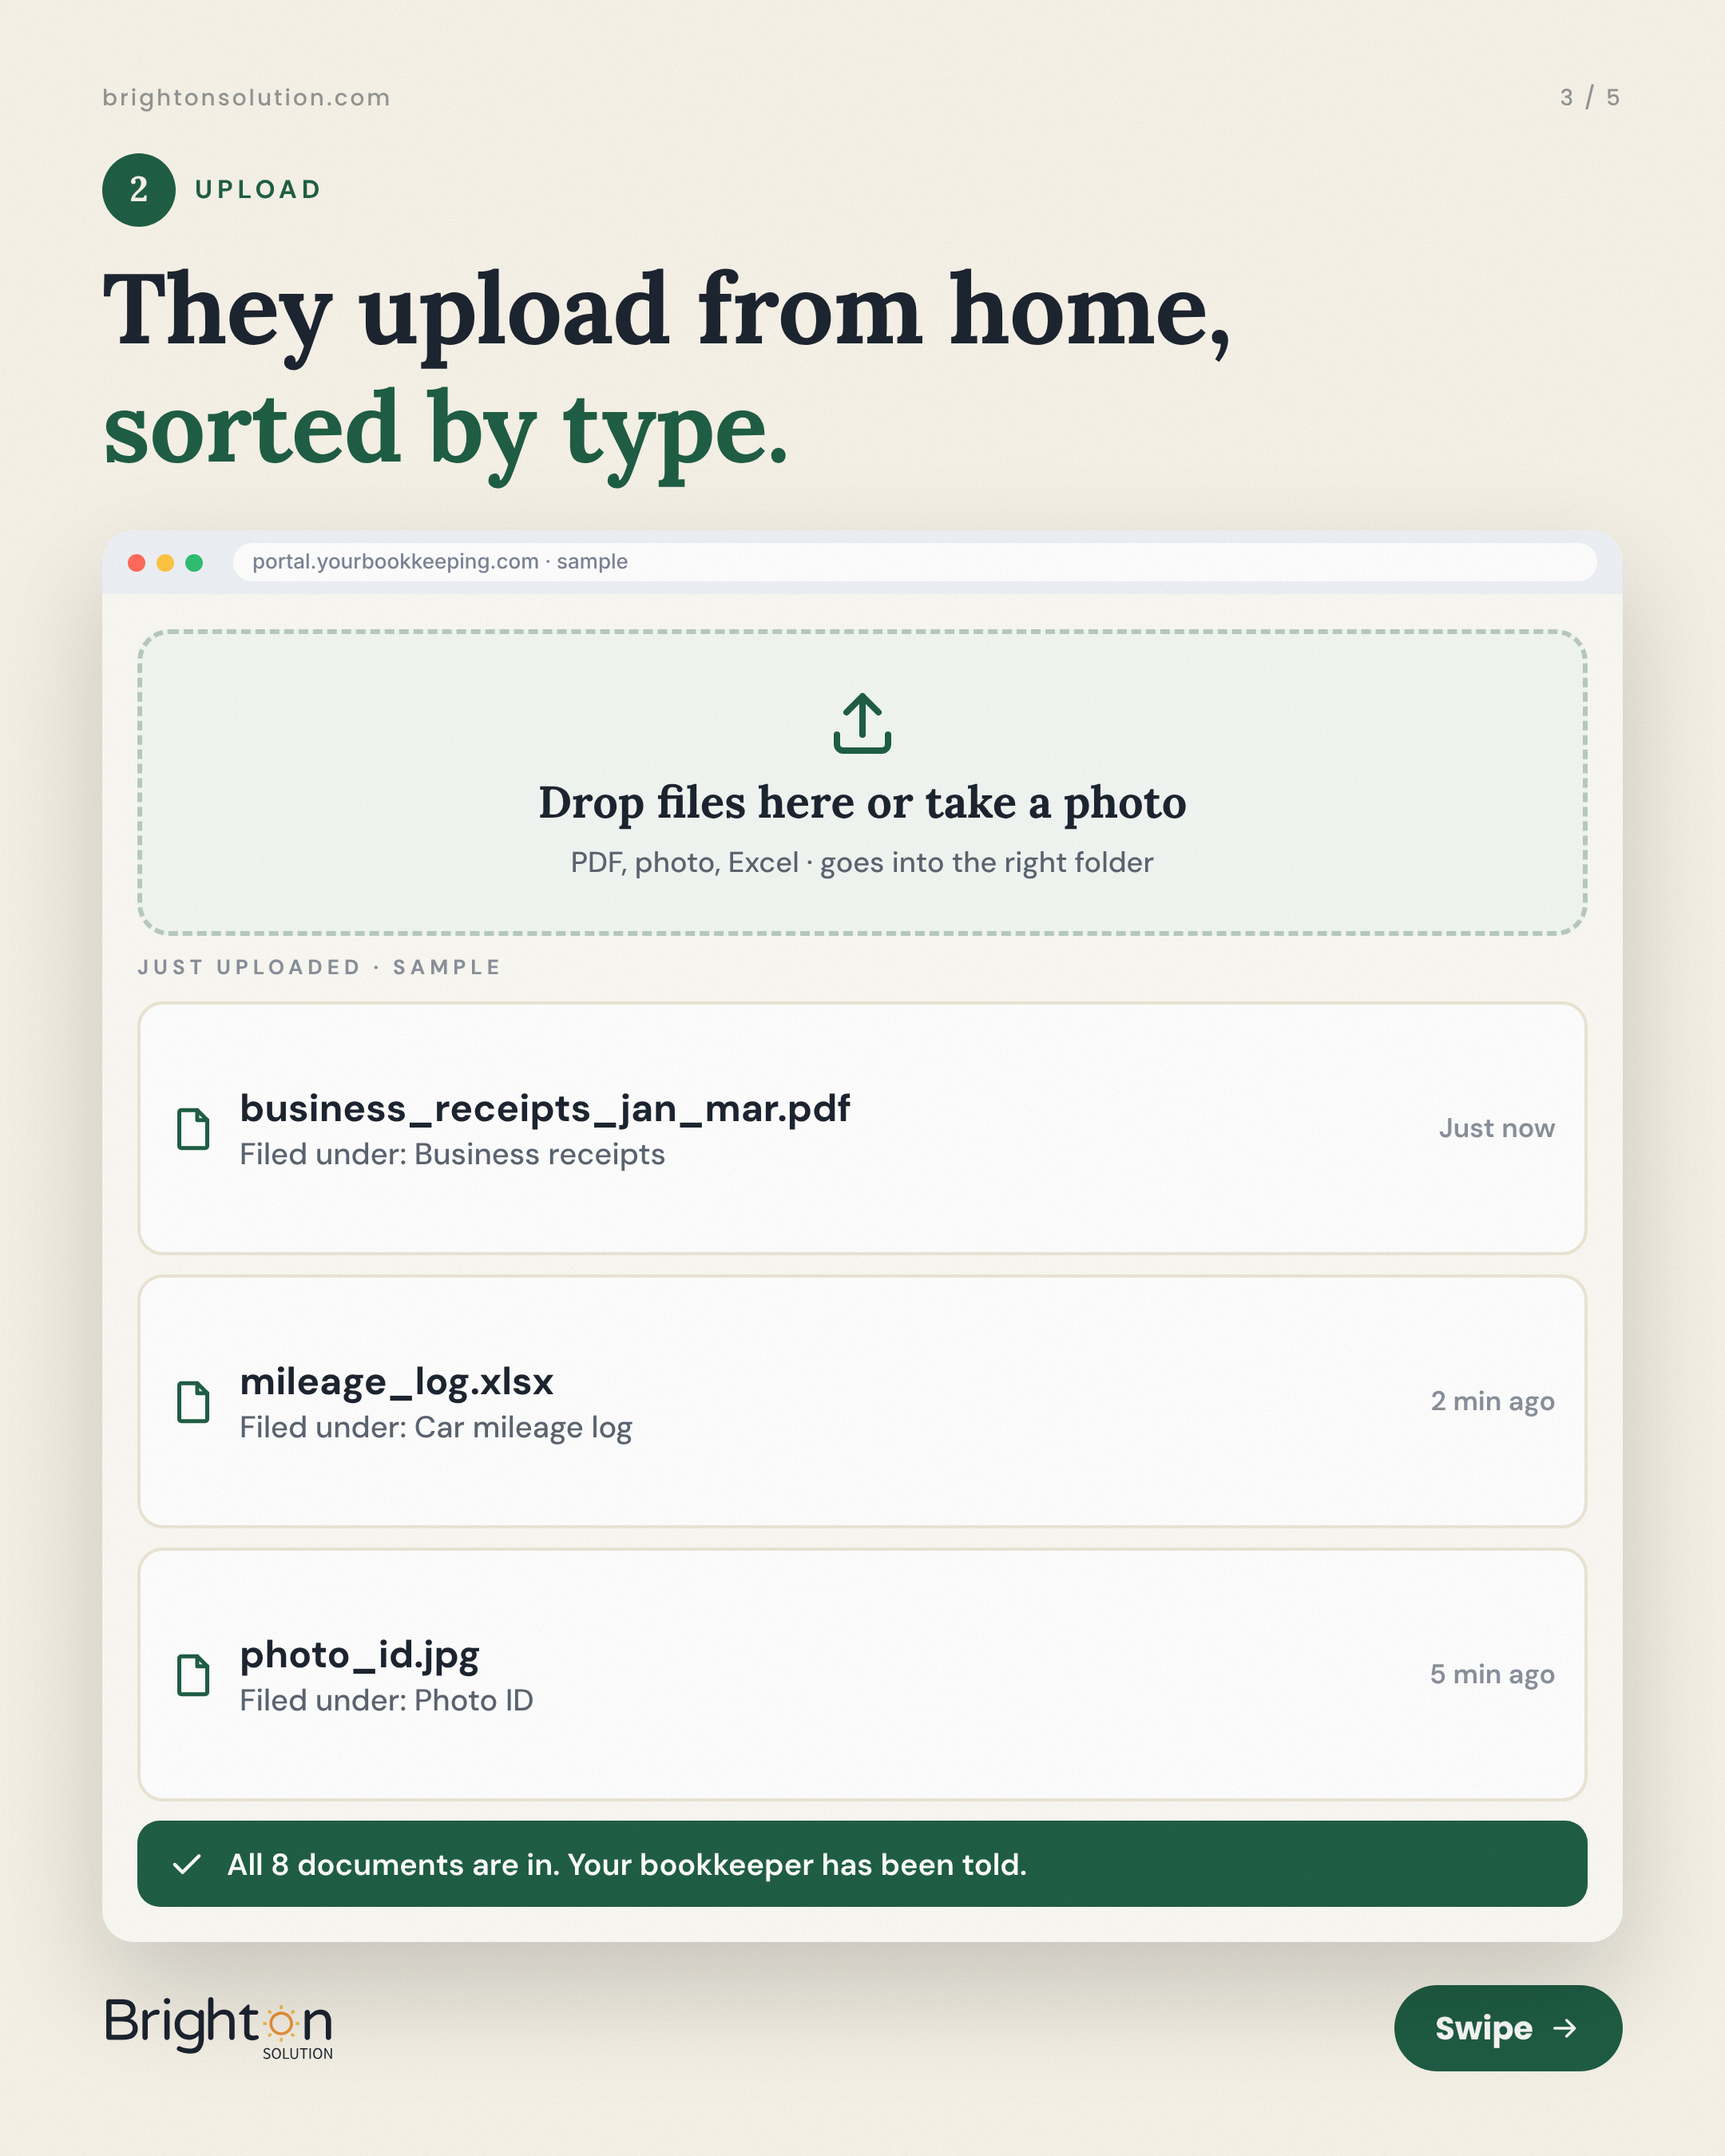 brightonsolution.com
3 / 5
2
UPLOAD
They upload from home,
sorted by type.
portal.yourbookkeeping.com · sample
Drop files here or take a photo
PDF, photo, Excel · goes into the right folder
JUST UPLOADED · SAMPLE
business_receipts_jan_mar.pdf
Filed under: Business receipts
Just now
mileage_log.xlsx
Filed under: Car mileage log
2 min ago
photo_id.jpg
Filed under: Photo ID
5 min ago
All 8 documents are in. Your bookkeeper has been told.
Brighton
SOLUTION
Swipe →